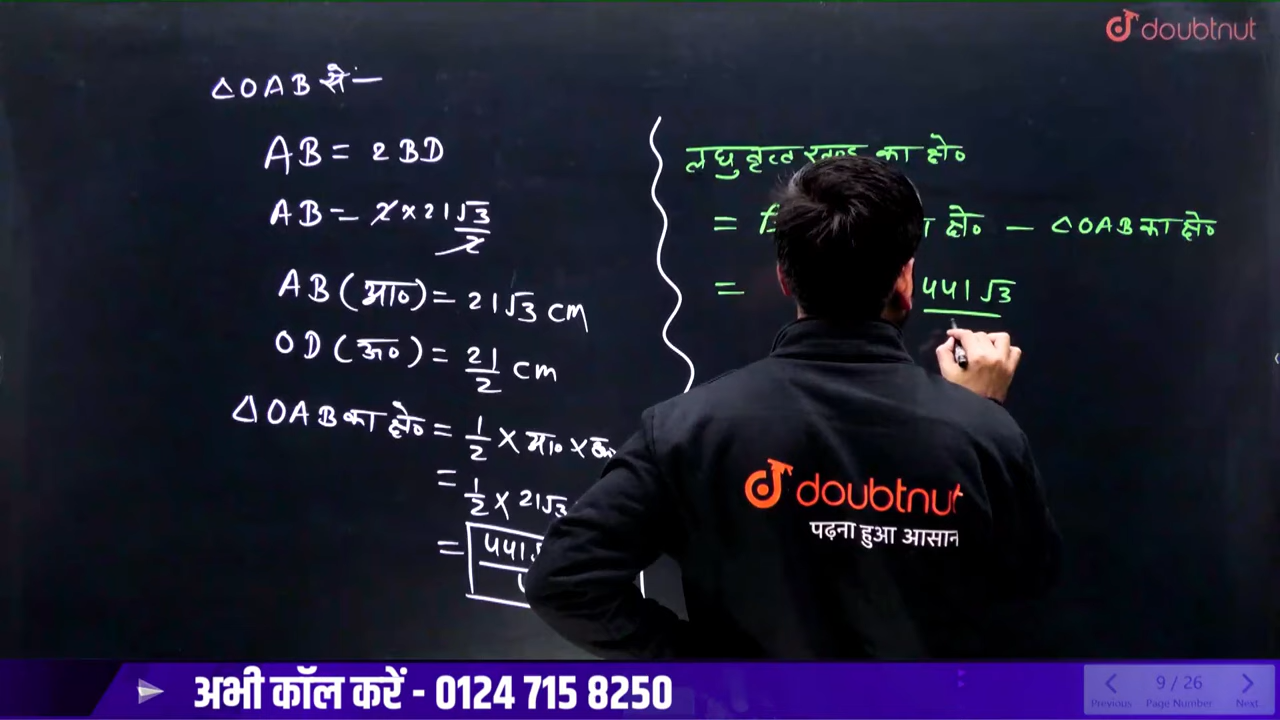 doubtnut
△OAB से—
AB = 2BD
AB = 2 × 21√3/2
AB (आ०) = 21√3 cm
OD (ऊ०) = 21/2 cm
△OAB का क्षे० = 1/2 × आ० × ऊ०
= 1/2 × 21√3
= 441
लघु वृत्त खण्ड का क्षे०
= का क्षे० — △OAB का क्षे०
= 441√3
doubtnut
पढ़ना हुआ आसान
अभी कॉल करें - 0124 715 8250
9 / 26
Previous Page Number Next